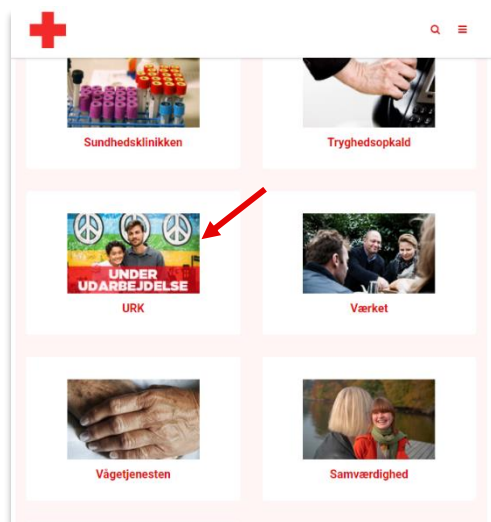 Sundhedsklinikken
Tryghedsopkald
UNDER
UDARBEJDELSE
URK
Værket
Vågetjenesten
Samværdighed